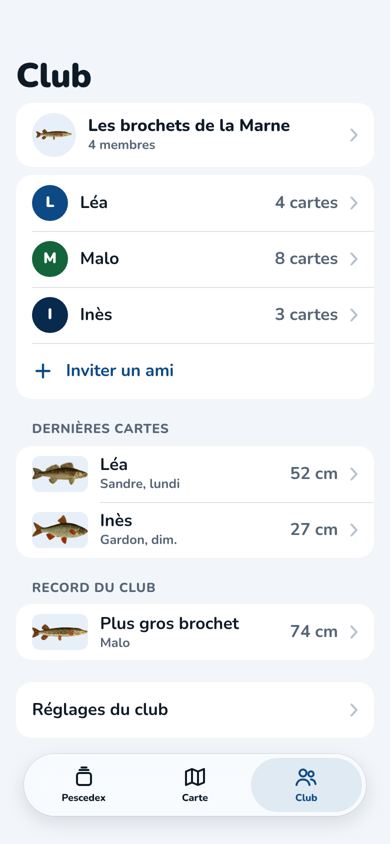 Club
Les brochets de la Marne
4 membres
L
Léa
4 cartes
M
Malo
8 cartes
I
Inès
3 cartes
Inviter un ami
DERNIÈRES CARTES
Léa
52 cm
Sandre, lundi
Inès
27 cm
Gardon, dim.
RECORD DU CLUB
Plus gros brochet
74 cm
Malo
Réglages du club
Pescedex
Carte
Club